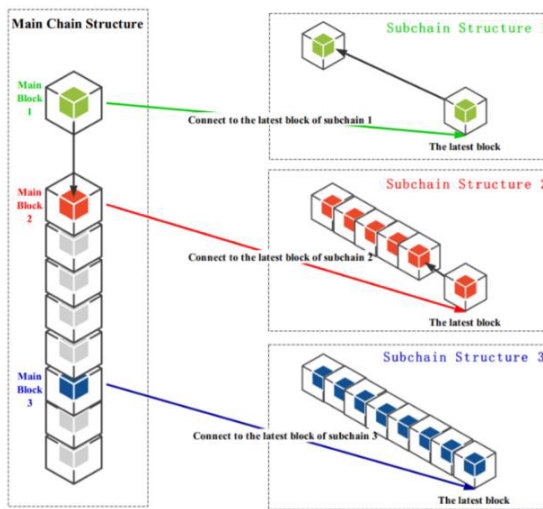 Main Chain Structure
Main
Block
1
Main
Block
2
Main
Block
3
Subchain Structure 1
Connect to the latest block of subchain 1
The latest block
Subchain Structure 2
Connect to the latest block of subchain 2
The latest block
Subchain Structure 3
Connect to the latest block of subchain 3
The latest block